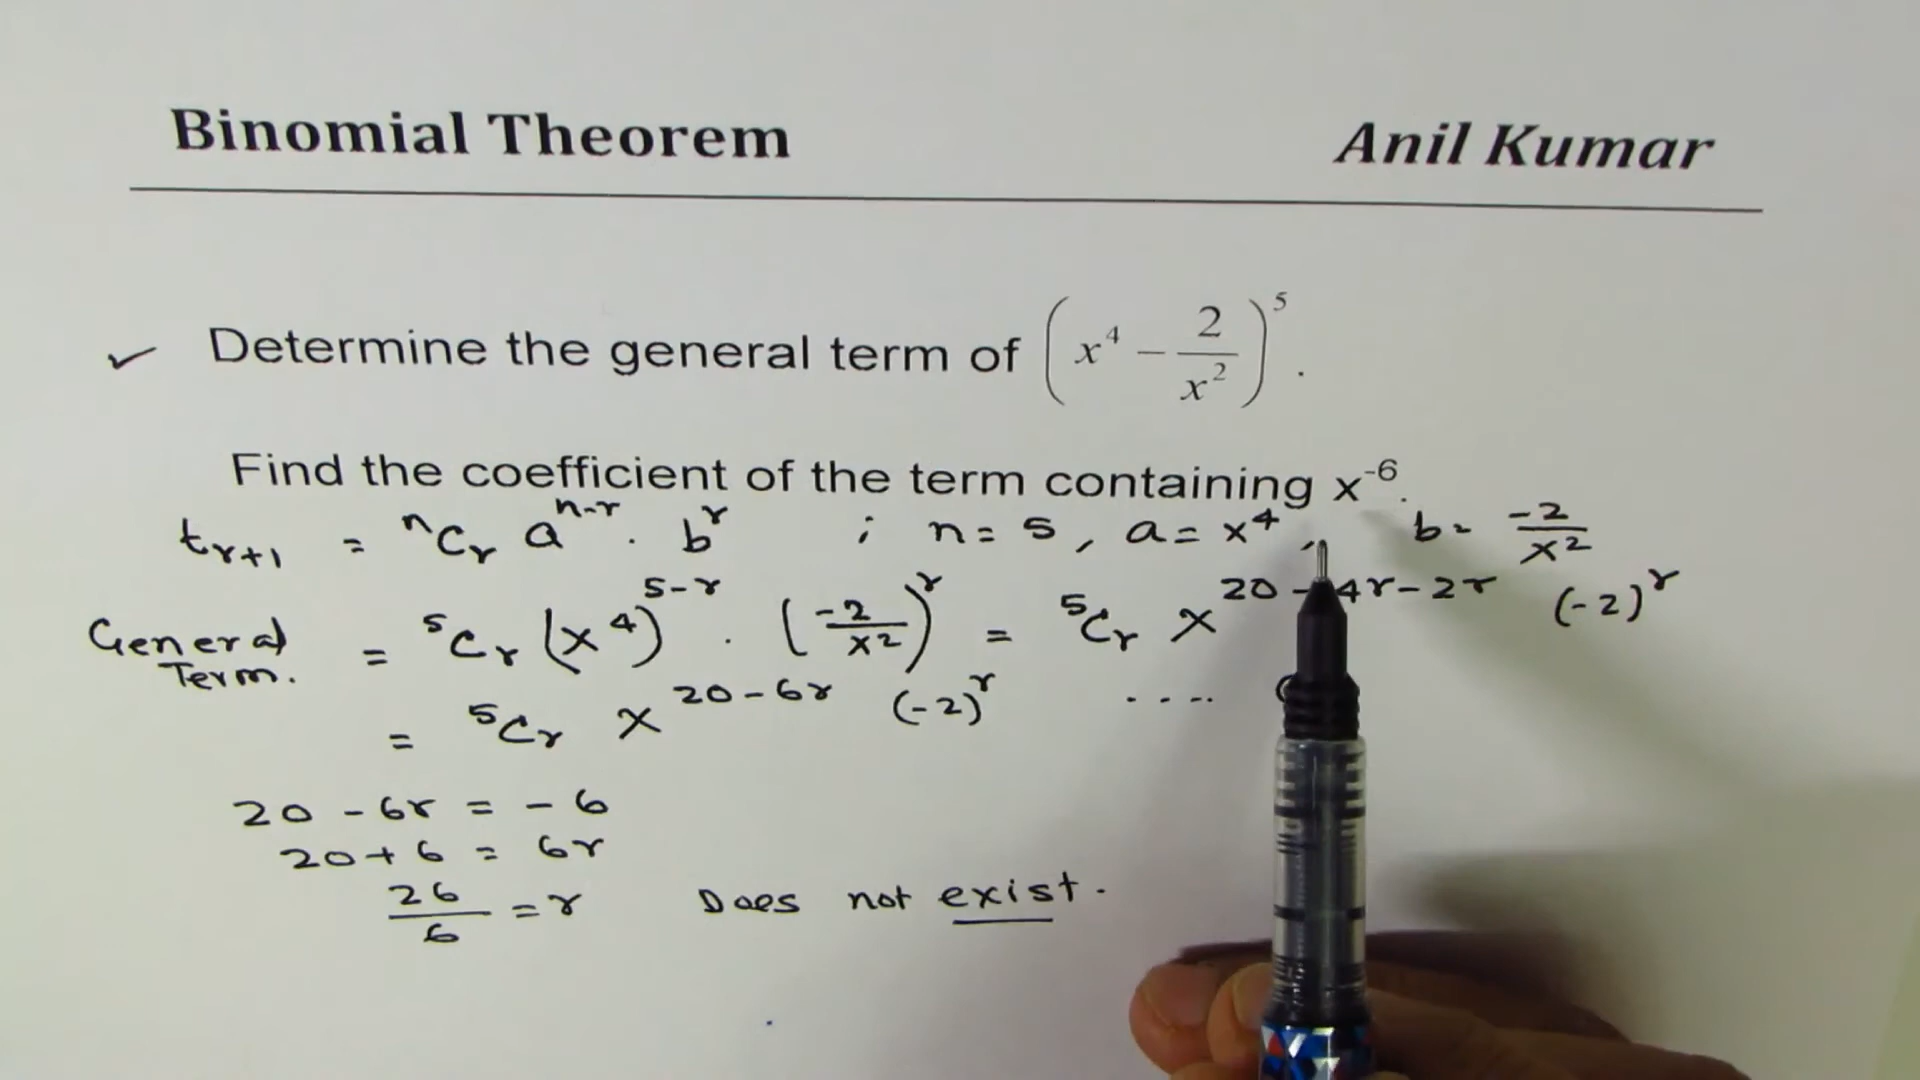 Binomial Theorem Anil Kumar
Determine the general term of (x⁴ − 2/x²)⁵.
Find the coefficient of the term containing x⁻⁶.
tᵣ₊₁ = ⁿCᵣ aⁿ⁻ʳ . bʳ ; n = 5, a = x⁴, b = -2/x²
General Term. = ⁵Cᵣ (x⁴)⁵⁻ʳ . (-2/x²)ʳ = ⁵Cᵣ x²⁰⁻⁴ʳ⁻²ʳ (-2)ʳ
= ⁵Cᵣ x²⁰⁻⁶ʳ (-2)ʳ ....
20 - 6r = - 6
20 + 6 = 6r
26/6 = r Does not exist.